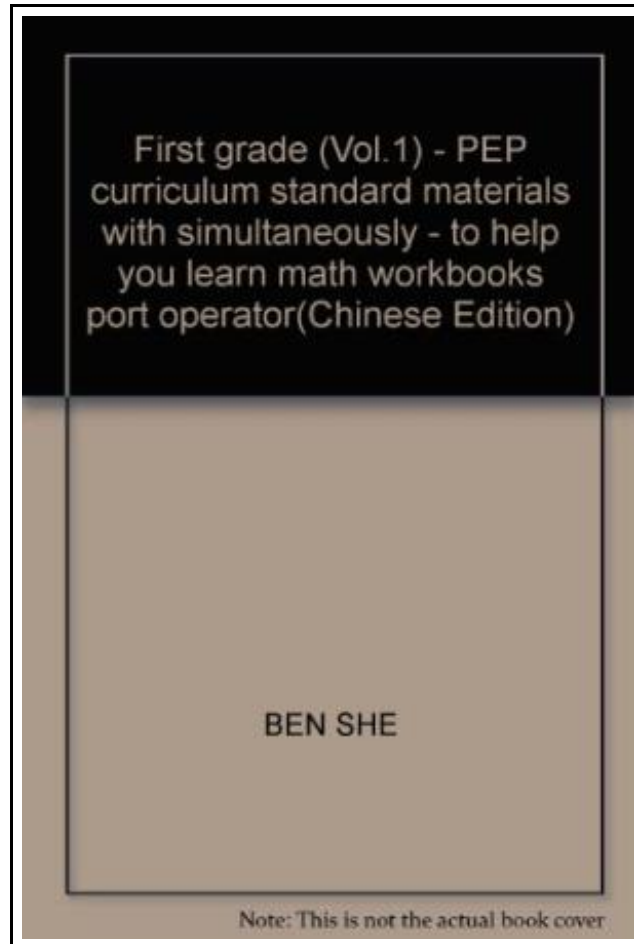 First grade (Vol.1) - PEP
curriculum standard materials
with simultaneously - to help
you learn math workbooks
port operator(Chinese Edition)
BEN SHE
Note: This is not the actual book cover